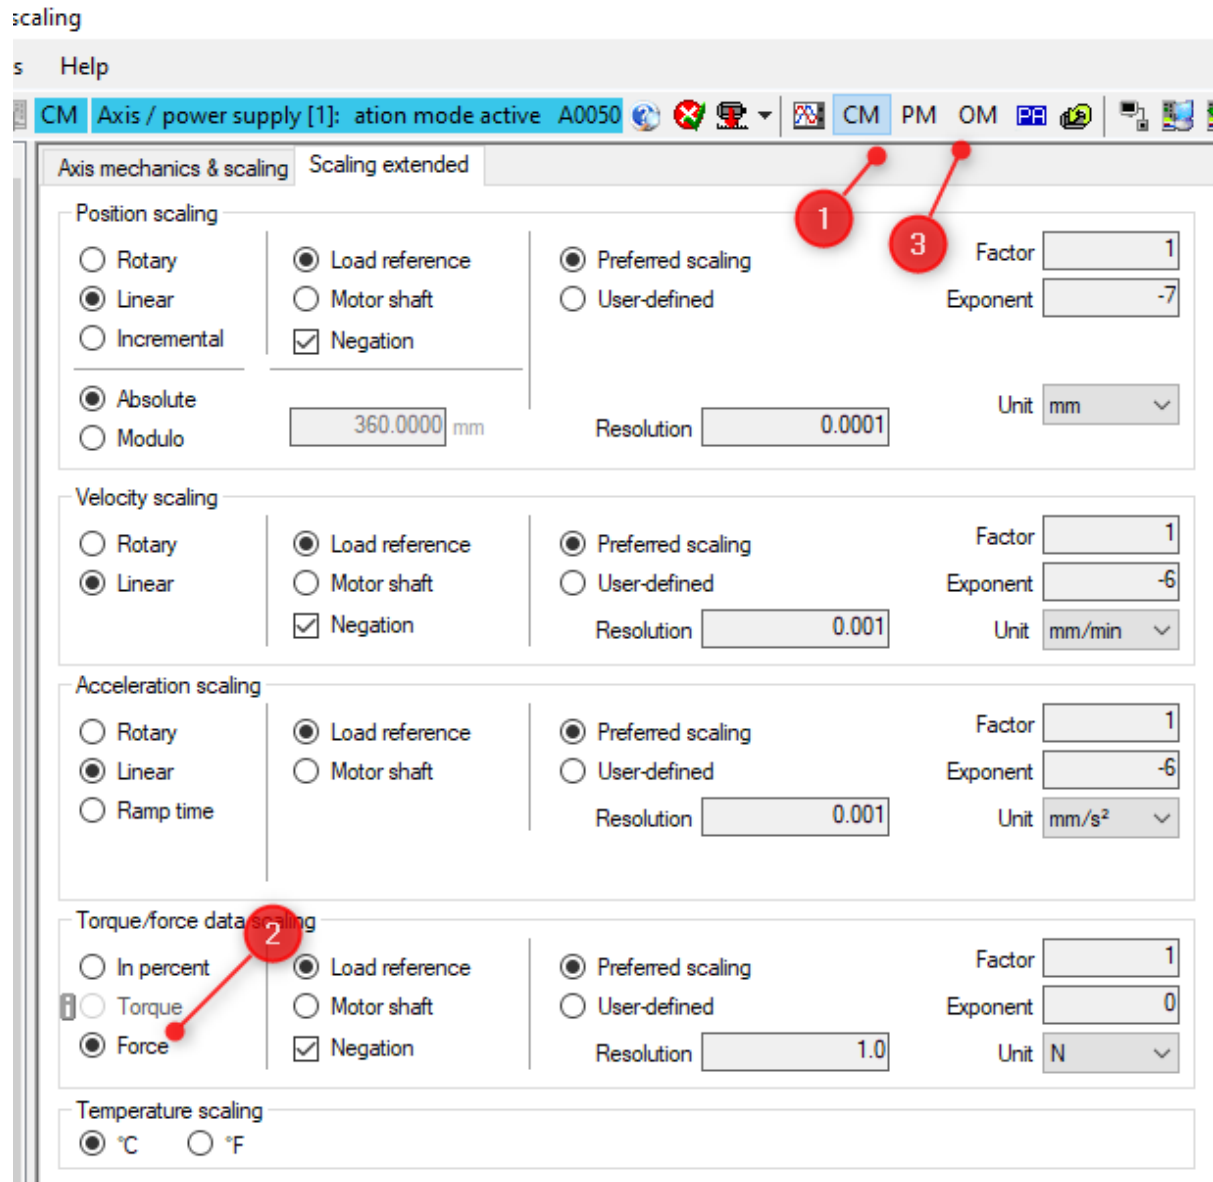 scaling
s Help
CM Axis / power supply [1]: ation mode active A0050 CM PM OM
Axis mechanics & scaling Scaling extended
1
3
Position scaling
Rotary Load reference Preferred scaling Factor 1
Linear Motor shaft User-defined Exponent -7
Incremental Negation
Absolute Unit mm
Modulo 360.0000 mm Resolution 0.0001
Velocity scaling
Rotary Load reference Preferred scaling Factor 1
Linear Motor shaft User-defined Exponent -6
Negation Resolution 0.001 Unit mm/min
Acceleration scaling
Rotary Load reference Preferred scaling Factor 1
Linear Motor shaft User-defined Exponent -6
Ramp time Resolution 0.001 Unit mm/s²
Torque/force data scaling
2
In percent Load reference Preferred scaling Factor 1
Torque Motor shaft User-defined Exponent 0
Force Negation Resolution 1.0 Unit N
Temperature scaling
°C °F